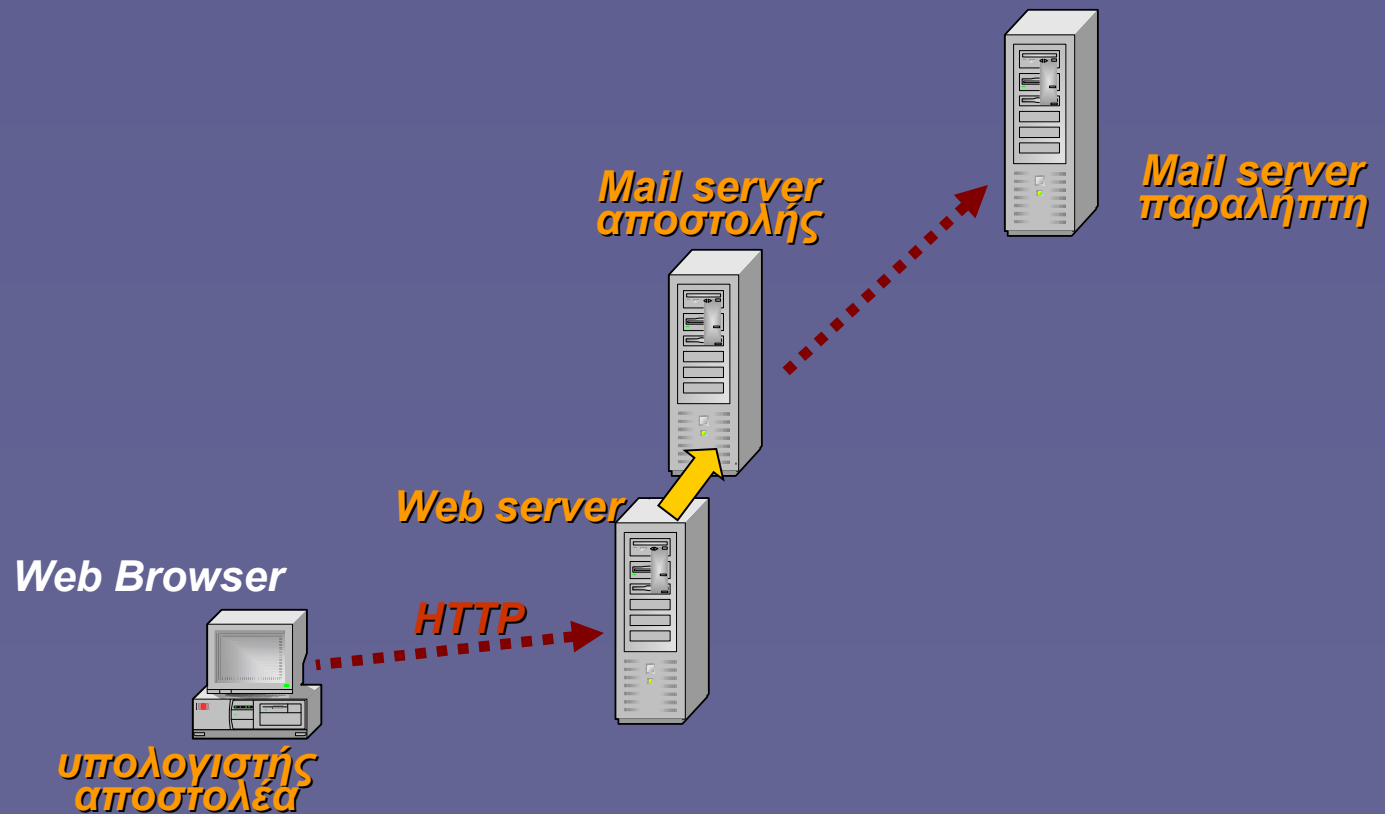 Mail server
παραλήπτη
Mail server
αποστολής
Web server
Web Browser
HTTP
υπολογιστής
αποστολέα